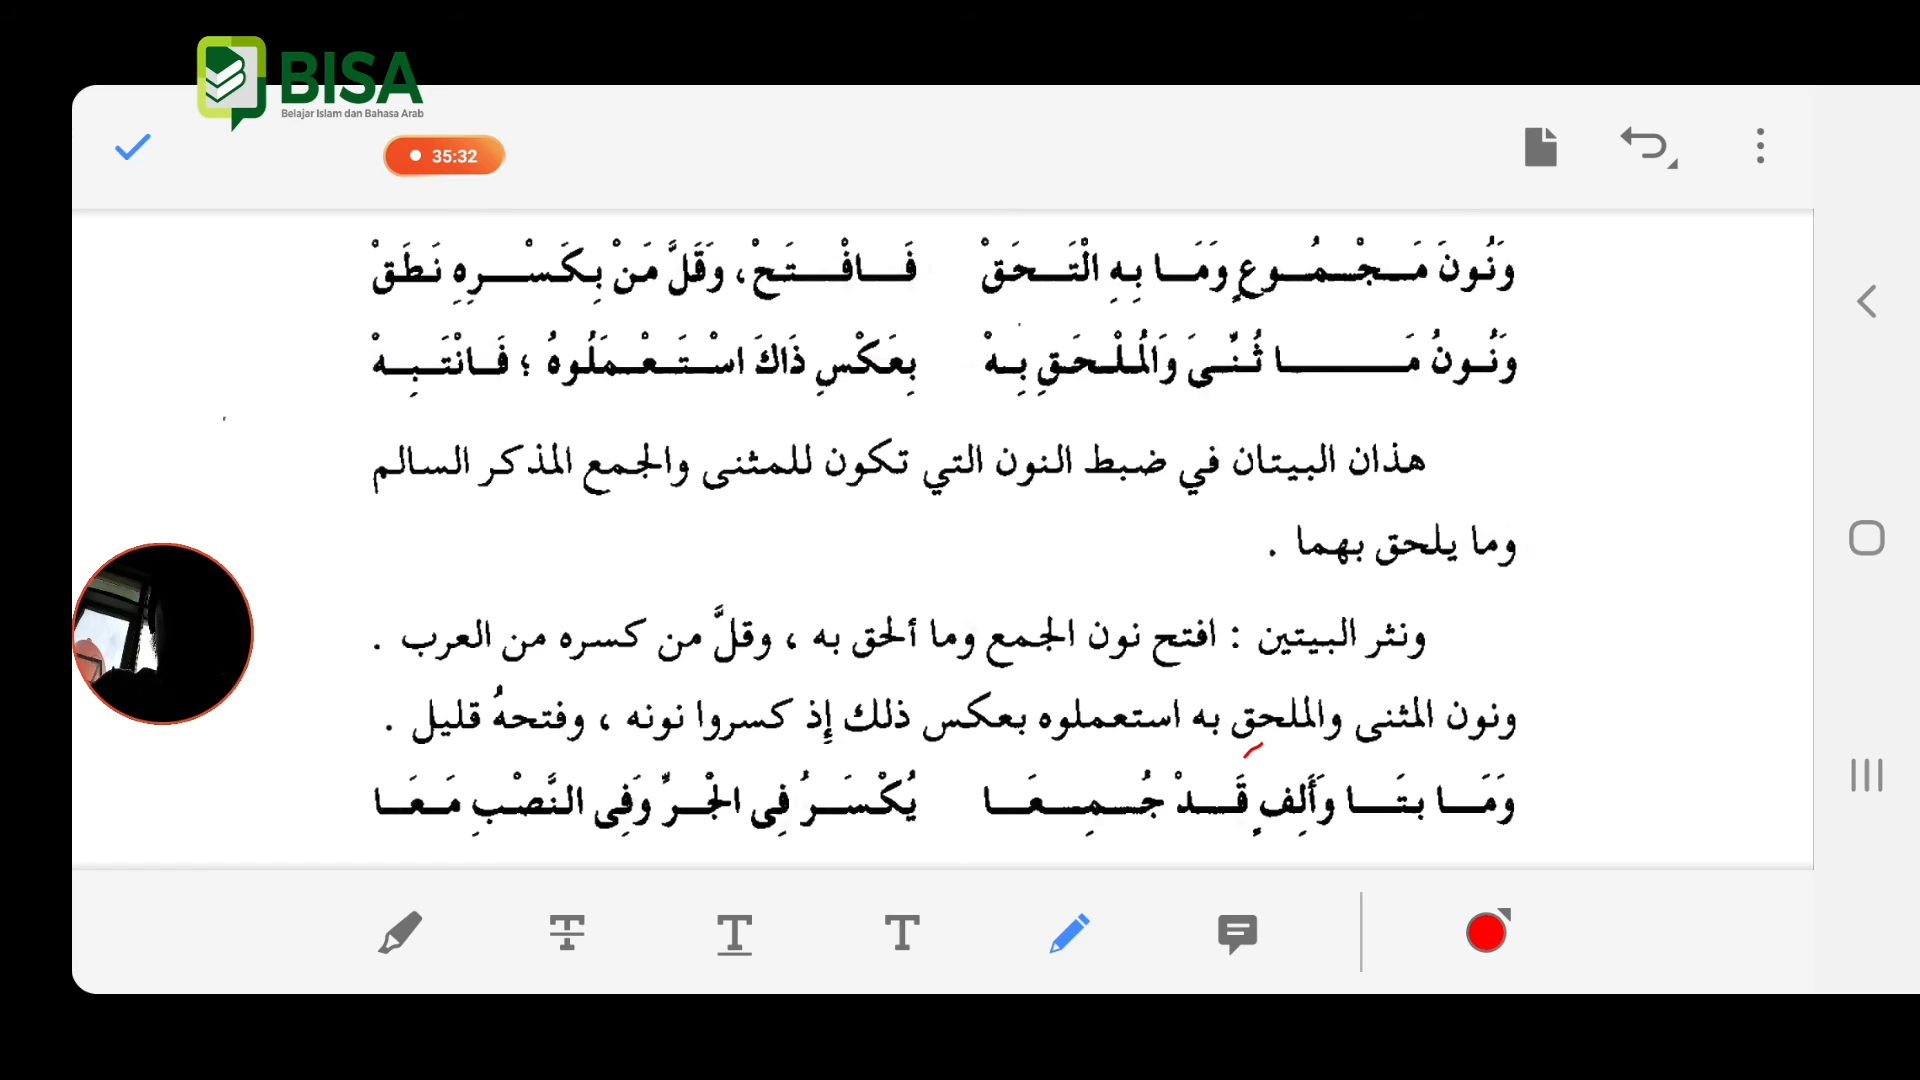 BISA
Belajar Islam dan Bahasa Arab
35:32
وَنُونَ مَجْمُوعٍ وَمَا بِهِ الْتَحَقْ فَافْتَحْ، وَقَلَّ مَنْ بِكَسْرِهِ نَطَقْ
وَنُونُ مَا ثُنِّىَ وَالمُلْحَقِ بِهْ بِعَكْسِ ذَاكَ اسْتَعْمَلُوهُ ؛ فَانْتَبِهْ
هذان البيتان في ضبط النون التي تكون للمثنى والجمع المذكر السالم
وما يلحق بهما .
ونثر البيتين : افتح نون الجمع وما ألحق به ، وقلَّ من كسره من العرب .
ونون المثنى والملحق به استعملوه بعكس ذلك إِذ كسروا نونه ، وفتحهُ قليل .
وَمَا بتَا وَأَلِفٍ قَدْ جُمِعَا يُكْسَرُ فِى الْجرِّ وَفِى النَّصْبِ مَعَا